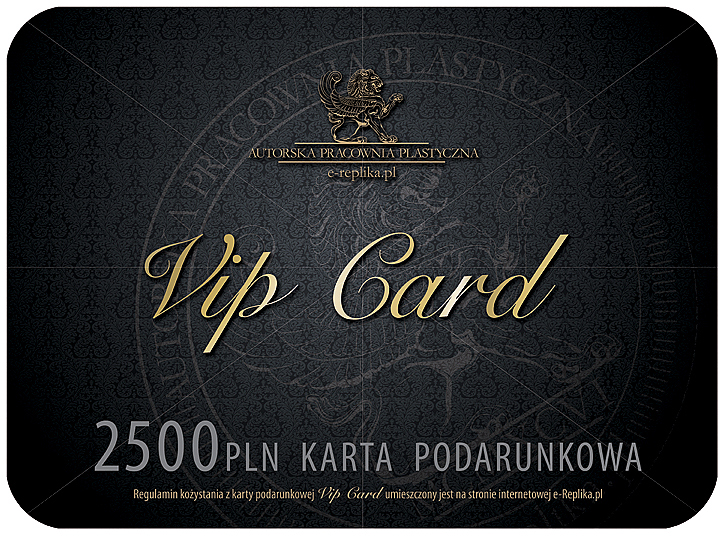 AUTORSKA PRACOWNIA PLASTYCZNA
e-replika.pl
Vip Card
2500PLN KARTA PODARUNKOWA
Regulamin kożystania z karty podarunkowej Vip Card umieszczony jest na stronie internetowej e-Replika.pl